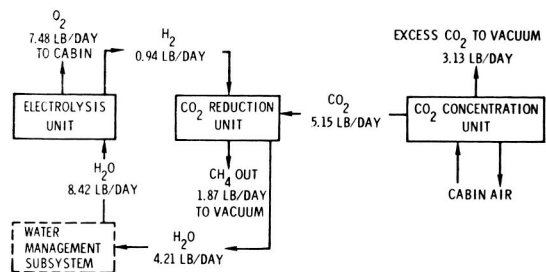 O2
7.48 LB/DAY
TO CABIN
H2
0.94 LB/DAY
EXCESS CO2 TO VACUUM
3.13 LB/DAY
ELECTROLYSIS
UNIT
CO2 REDUCTION
UNIT
CO2
5.15 LB/DAY
CO2 CONCENTRATION
UNIT
H2O
8.42 LB/DAY
CH4 OUT
1.87 LB/DAY
TO VACUUM
CABIN AIR
WATER
MANAGEMENT
SUBSYSTEM
H2O
4.21 LB/DAY